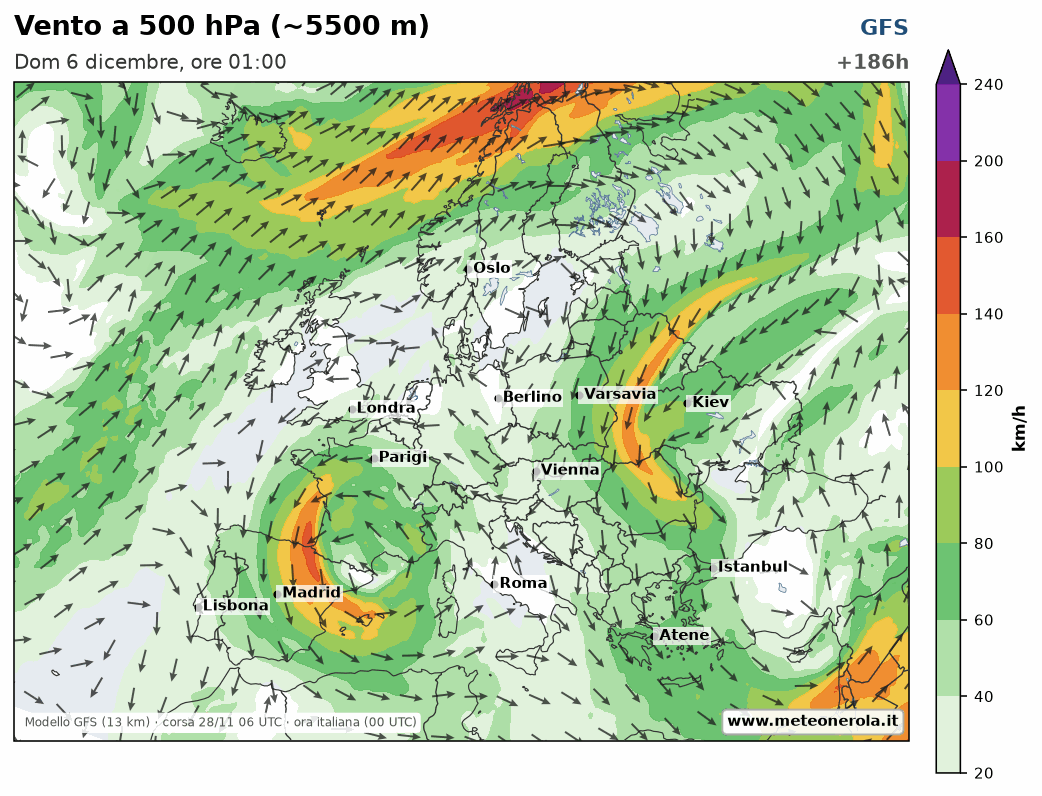 Vento a 500 hPa (~5500 m)
GFS
Dom 6 dicembre, ore 01:00
+186h
240
200
160
140
120
100
80
60
40
20
km/h
Oslo
Berlino
Varsavia
Kiev
Londra
Parigi
Vienna
Istanbul
Roma
Madrid
Lisbona
Atene
Modello GFS (13 km) · corsa 28/11 06 UTC · ora italiana (00 UTC)
www.meteonerola.it